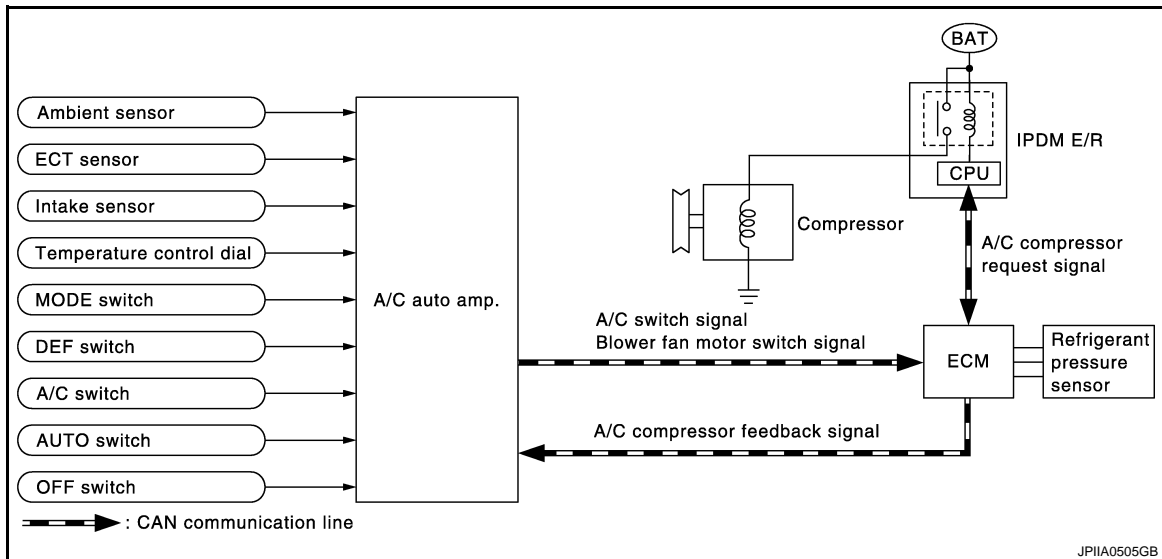 Ambient sensor
ECT sensor
Intake sensor
Temperature control dial
MODE switch
DEF switch
A/C switch
AUTO switch
OFF switch
A/C auto amp.
BAT
IPDM E/R
CPU
Compressor
A/C compressor
request signal
A/C switch signal
Blower fan motor switch signal
ECM
Refrigerant
pressure
sensor
A/C compressor feedback signal
: CAN communication line
JPIIA0505GB